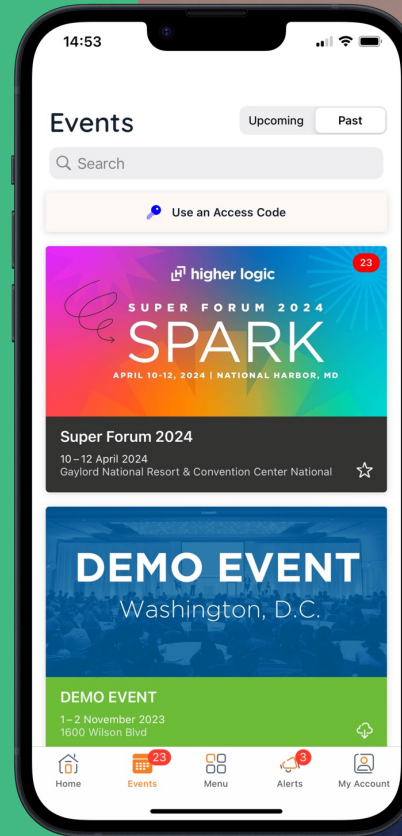 14:53
Events
Upcoming
Past
Search
Use an Access Code
23
higher logic
SUPER FORUM 2024
SPARK
APRIL 10-12, 2024 | NATIONAL HARBOR, MD
Super Forum 2024
10–12 April 2024
Gaylord National Resort & Convention Center National
DEMO EVENT
Washington, D.C.
DEMO EVENT
1–2 November 2023
1600 Wilson Blvd
23
3
Home
Events
Menu
Alerts
My Account